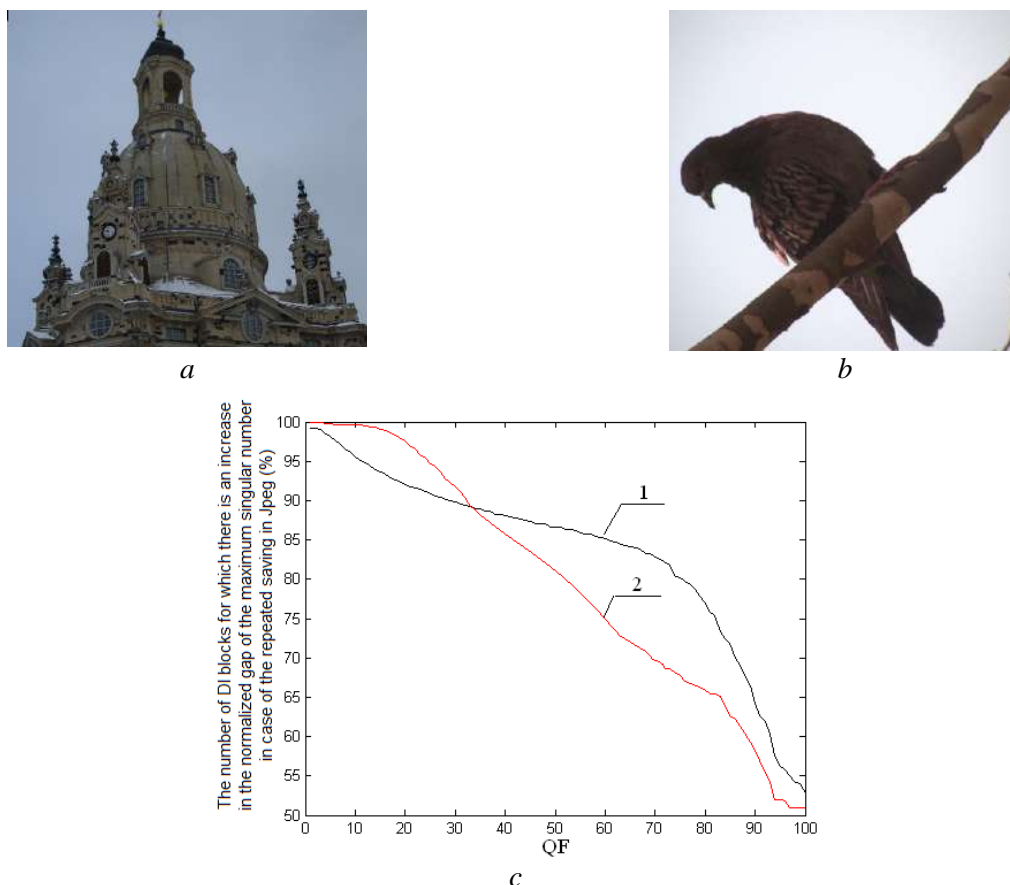 a
b
The number of DI blocks for which there is an increase
in the normalized gap of the maximum singular number
in case of the repeated saving in Jpeg (%)
100
95
90
85
80
75
70
65
60
55
50
1
2
0 10 20 30 40 50 60 70 80 90 100
QF
c